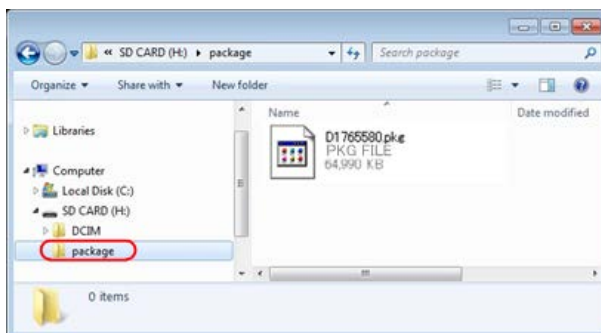 « SD CARD (H:) ▸ package
Search package
Organize ▾ Share with ▾ New folder
Name Date modified
Libraries
Computer
Local Disk (C:)
SD CARD (H:)
DCIM
package
D1765580.pkg
PKG FILE
64,990 KB
0 items